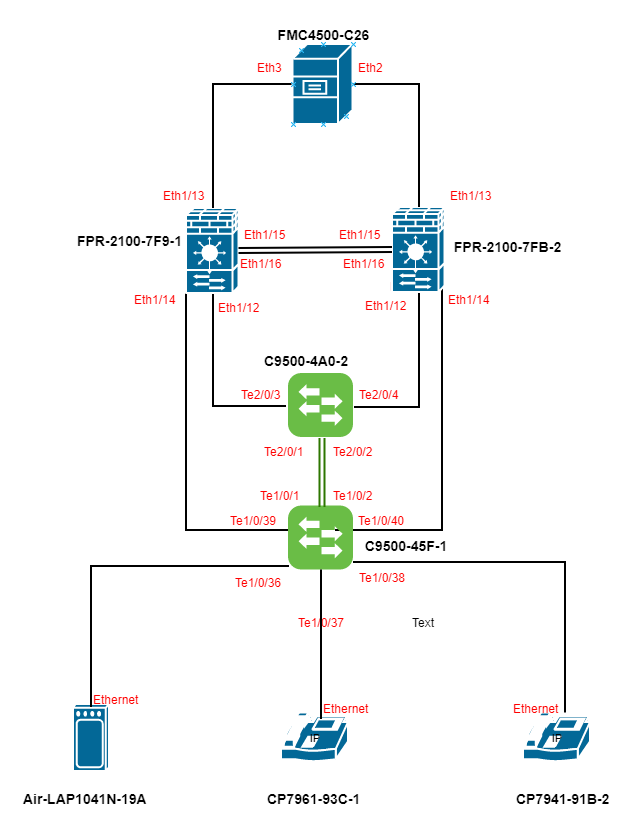 FMC4500-C26
Eth3
Eth2
Eth1/13
Eth1/13
FPR-2100-7F9-1
Eth1/15
Eth1/15
FPR-2100-7FB-2
Eth1/16
Eth1/16
Eth1/14
Eth1/12
Eth1/12
Eth1/14
C9500-4A0-2
Te2/0/3
Te2/0/4
Te2/0/1
Te2/0/2
Te1/0/1
Te1/0/2
Te1/0/39
Te1/0/40
C9500-45F-1
Te1/0/36
Te1/0/38
Te1/0/37
Text
Ethernet
Ethernet
Ethernet
IP
IP
Air-LAP1041N-19A
CP7961-93C-1
CP7941-91B-2